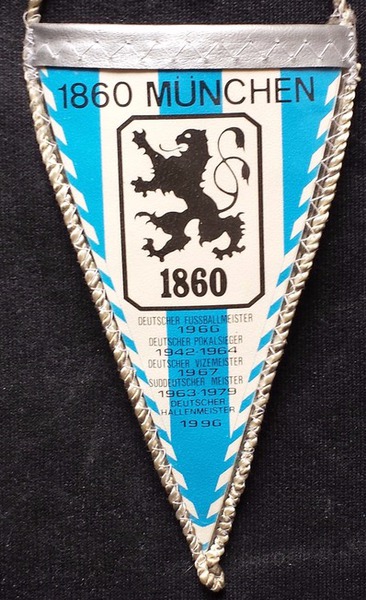 1860 MÜNCHEN
1860
DEUTSCHER FUSSBALLMEISTER
1966
DEUTSCHER POKALSIEGER
1942-1964
DEUTSCHER VIZEMEISTER
1967
SÜDDEUTSCHER MEISTER
1963-1979
DEUTSCHER
HALLENMEISTER
1996